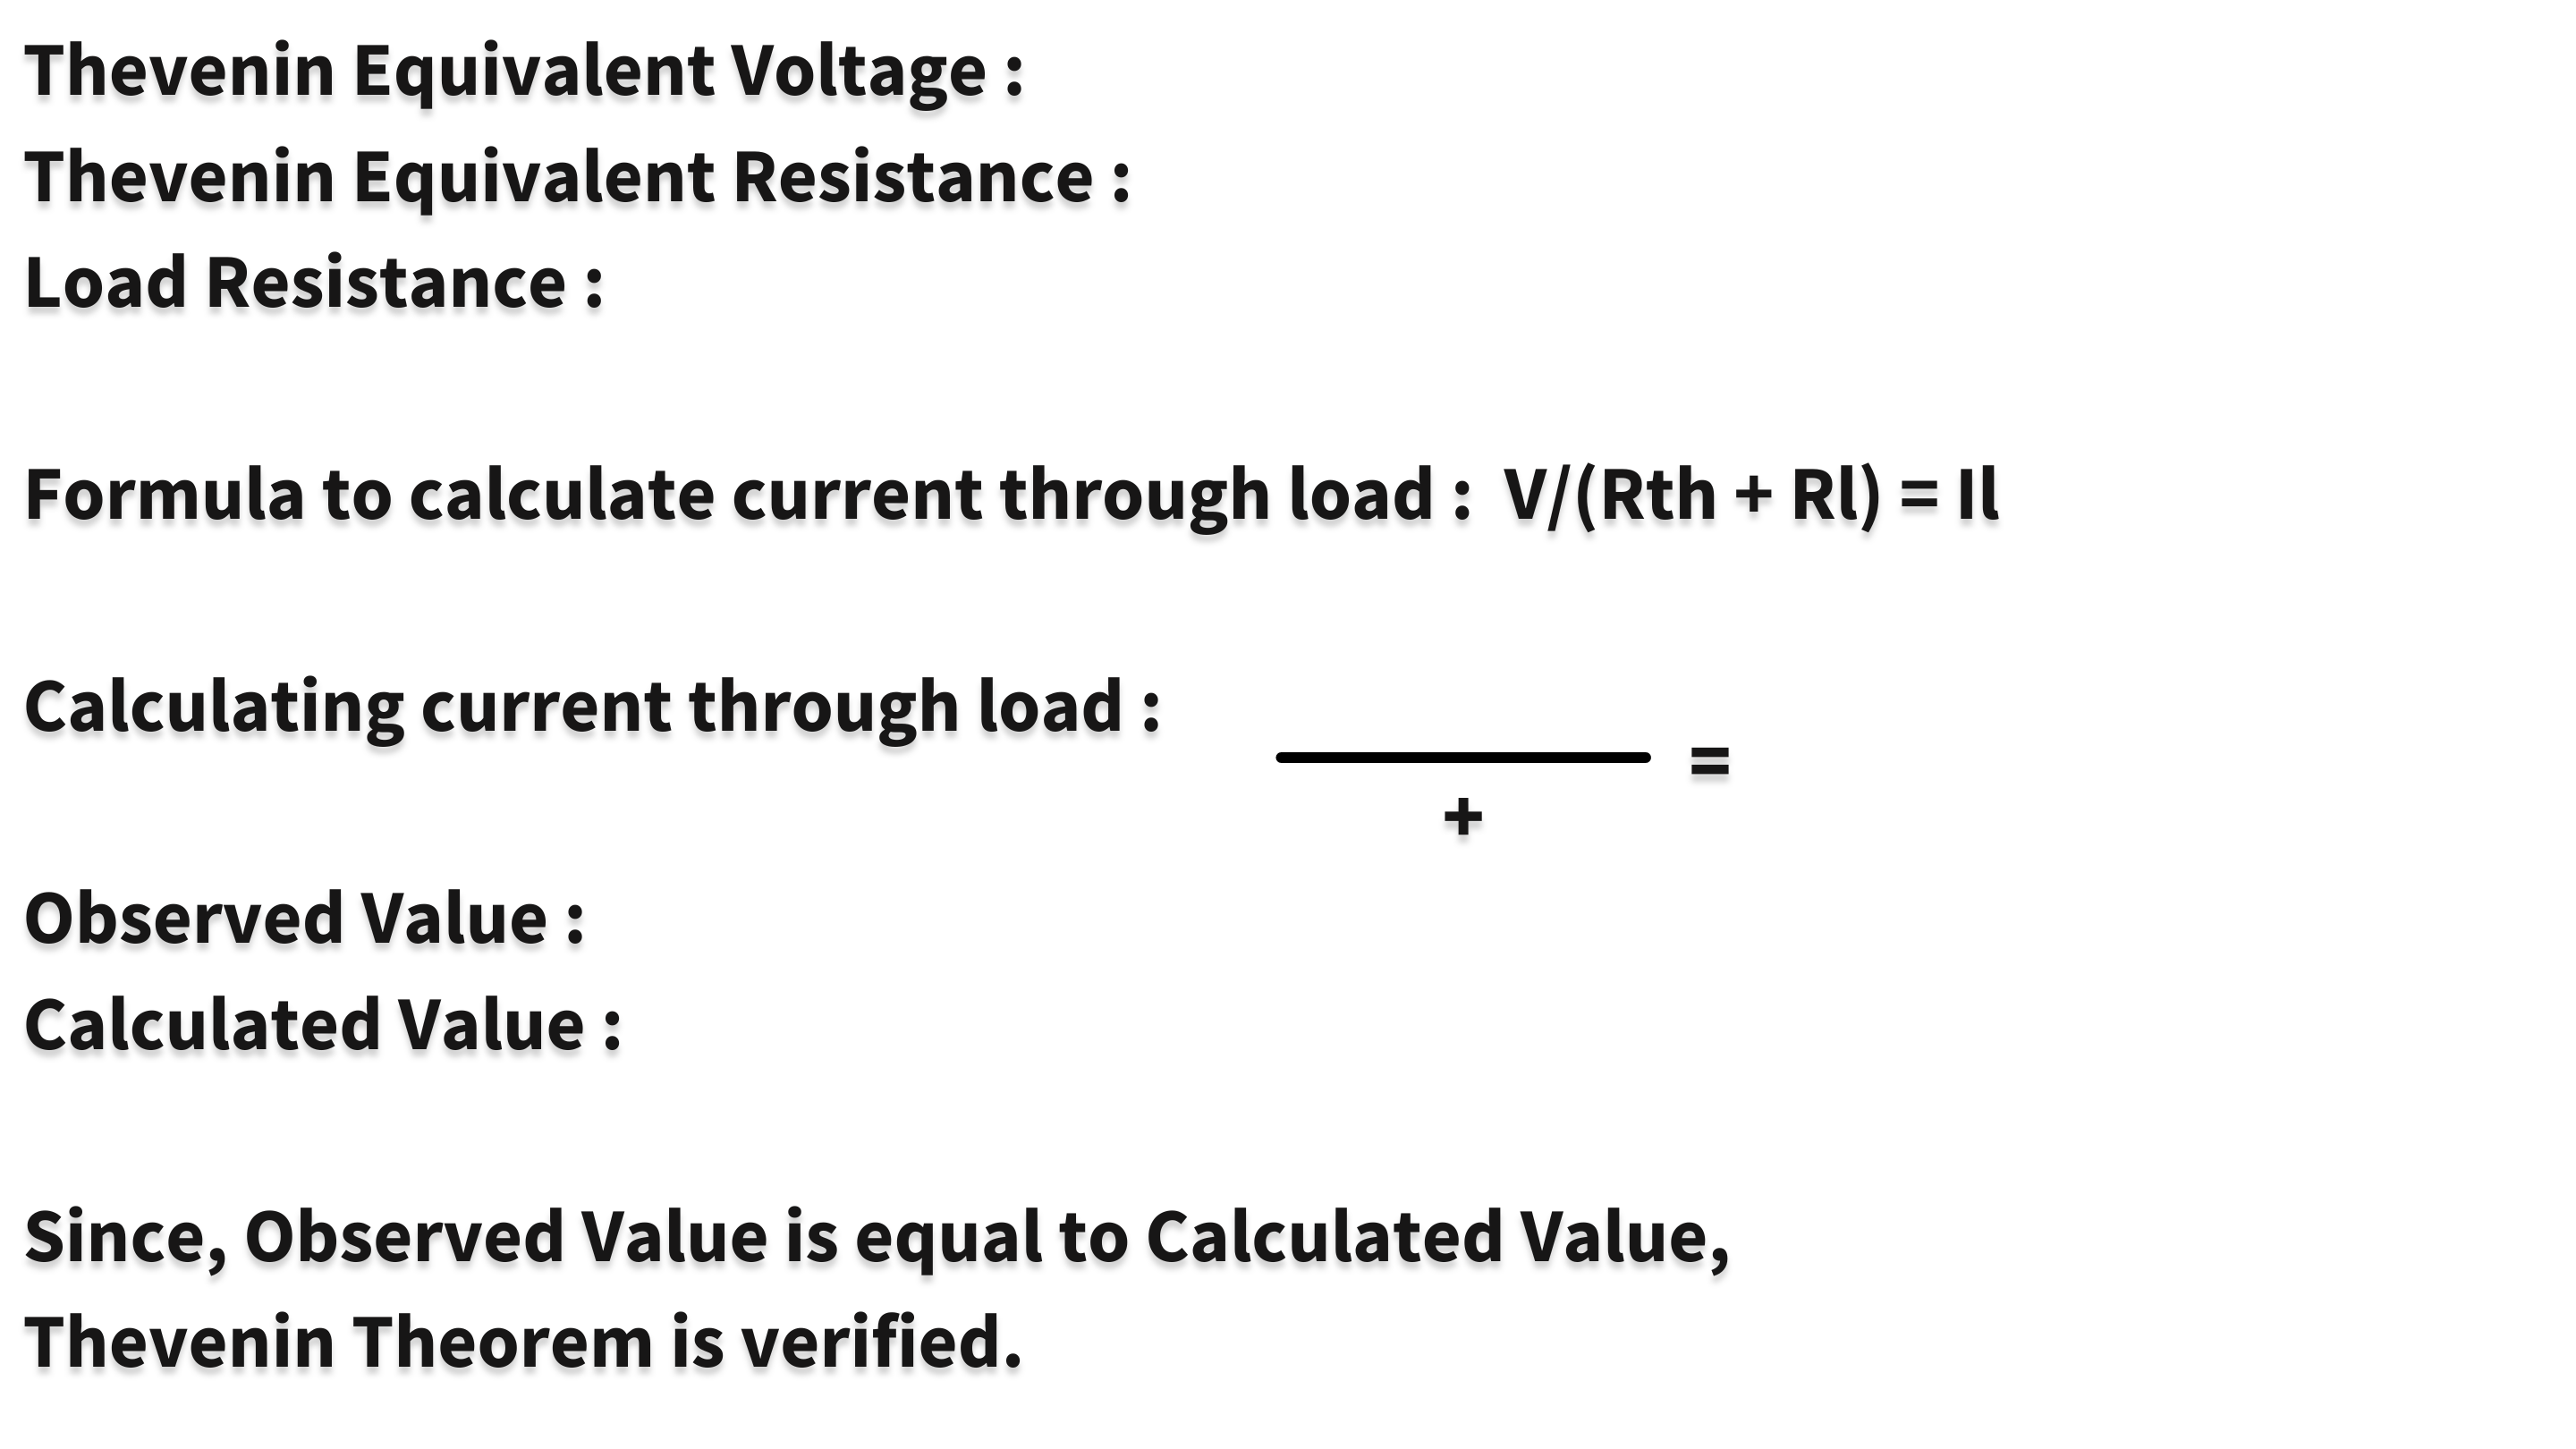 Thevenin Equivalent Voltage :
Thevenin Equivalent Resistance :
Load Resistance :
Formula to calculate current through load :  V/(Rth + Rl) = Il
Calculating current through load :
=
+
Observed Value :
Calculated Value :
Since, Observed Value is equal to Calculated Value,
Thevenin Theorem is verified.